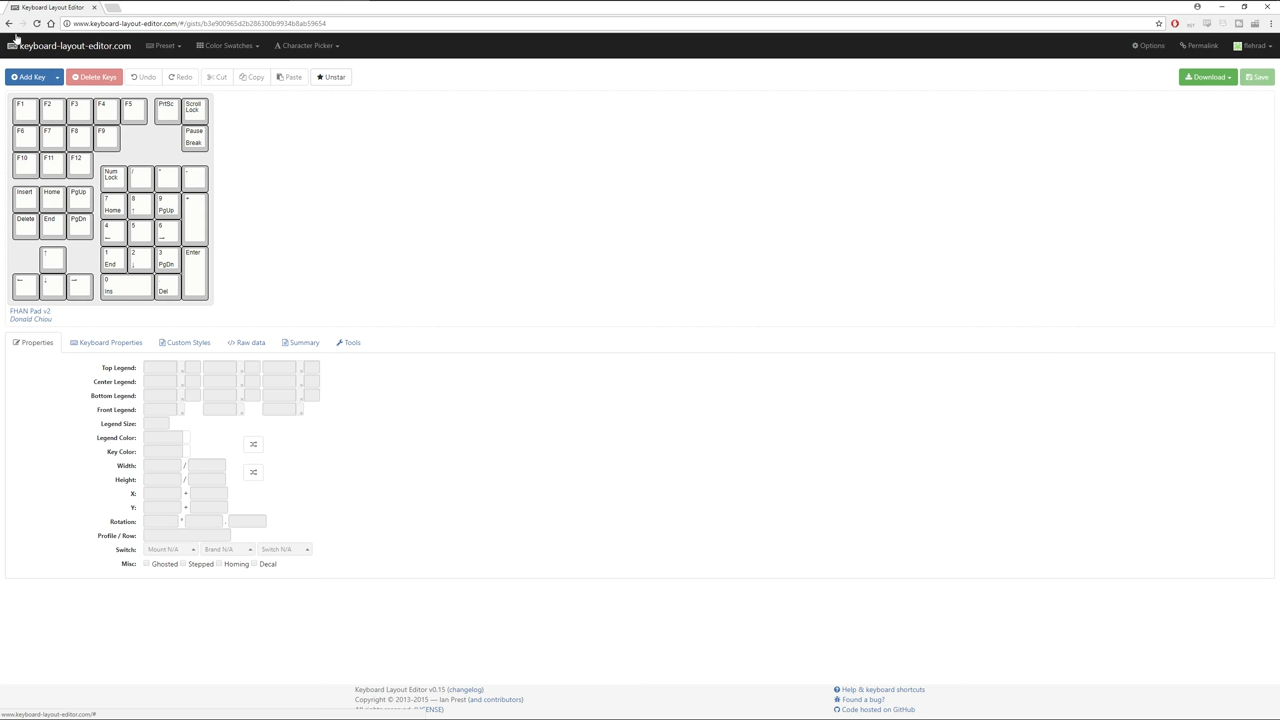 Keyboard Layout Editor
www.keyboard-layout-editor.com/#/gists/b3e900965d2b286300b9934b8ab59654
keyboard-layout-editor.com Preset Color Swatches Character Picker Options Permalink flehrad
Add Key Delete Keys Undo Redo Cut Copy Paste Unstar Download Save
F1 F2 F3 F4 F5 PrtSc Scroll Lock
F6 F7 F8 F9 Pause Break
F10 F11 F12
Num Lock / * -
Insert Home PgUp
7 Home 8 ↑ 9 PgUp +
Delete End PgDn
4 ← 5 6 →
↑ 1 End 2 ↓ 3 PgDn Enter
← ↓ → 0 Ins . Del
FHAN Pad v2
Donald Chiou
Properties Keyboard Properties Custom Styles </> Raw data Summary Tools
Top Legend:
Center Legend:
Bottom Legend:
Front Legend:
Legend Size:
Legend Color:
Key Color:
Width: /
Height: /
X: +
Y: +
Rotation: ° ,
Profile / Row:
Switch: Mount N/A Brand N/A Switch N/A
Misc: Ghosted Stepped Homing Decal
Keyboard Layout Editor v0.15 (changelog) Help & keyboard shortcuts
Copyright © 2013-2015 — Ian Prest (and contributors) Found a bug?
Code hosted on GitHub
www.keyboard-layout-editor.com/#